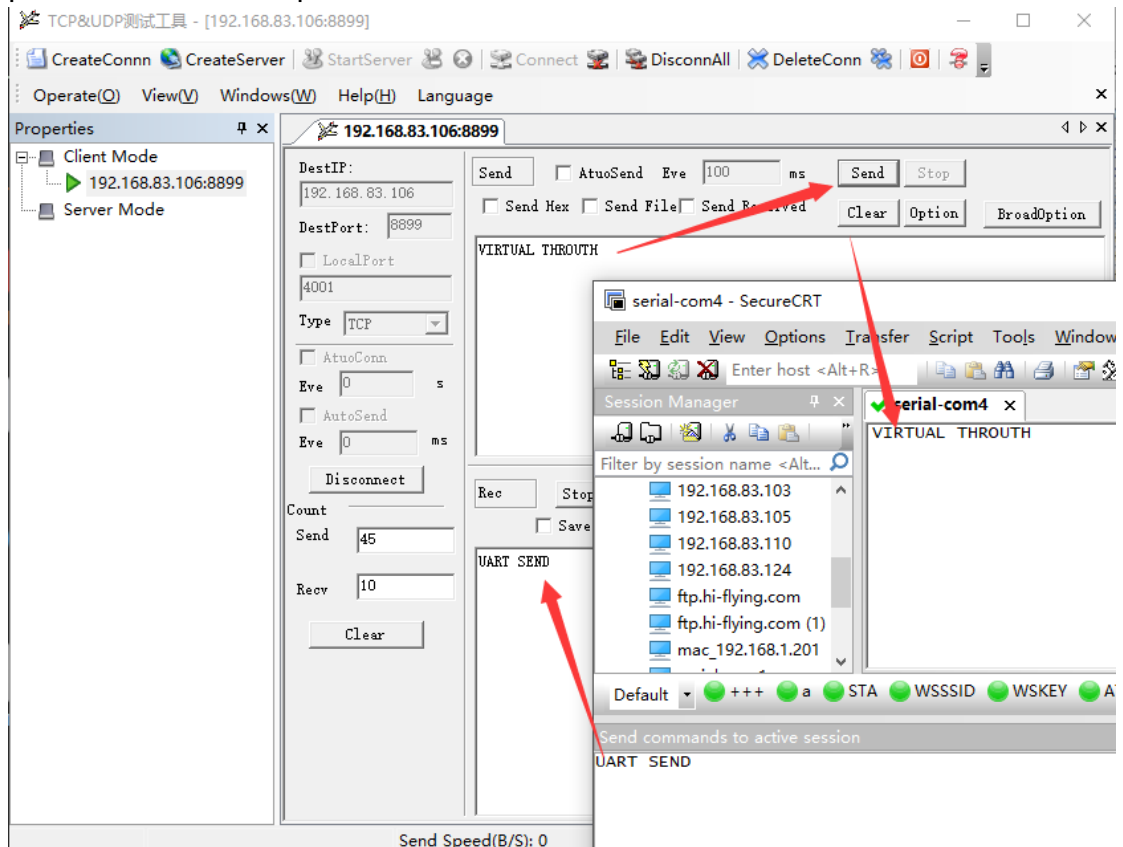 TCP&UDP测试工具 - [192.168.83.106:8899]
CreateConnn CreateServer StartServer Connect DisconnAll DeleteConn
Operate(O) View(V) Windows(W) Help(H) Language
Properties
192.168.83.106:8899
Client Mode
192.168.83.106:8899
Server Mode
DestIP:
192.168.83.106
DestPort: 8899
LocalPort
4001
Type TCP
AtuoConn
Eve 0 s
AutoSend
Eve 0 ms
Disconnect
Count
Send 45
Recv 10
Clear
Send AtuoSend Eve 100 ms Send Stop
Send Hex Send File Send Received Clear Option BroadOption
VIRTUAL THROUTH
Rec Stop
Save
UART SEND
Send Speed(B/S): 0
serial-com4 - SecureCRT
File Edit View Options Transfer Script Tools Window
Enter host <Alt+R>
Session Manager
serial-com4
VIRTUAL THROUTH
Filter by session name <Alt...
192.168.83.103
192.168.83.105
192.168.83.110
192.168.83.124
ftp.hi-flying.com
ftp.hi-flying.com (1)
mac_192.168.1.201
Default +++ a STA WSSSID WSKEY
Send commands to active session
UART SEND